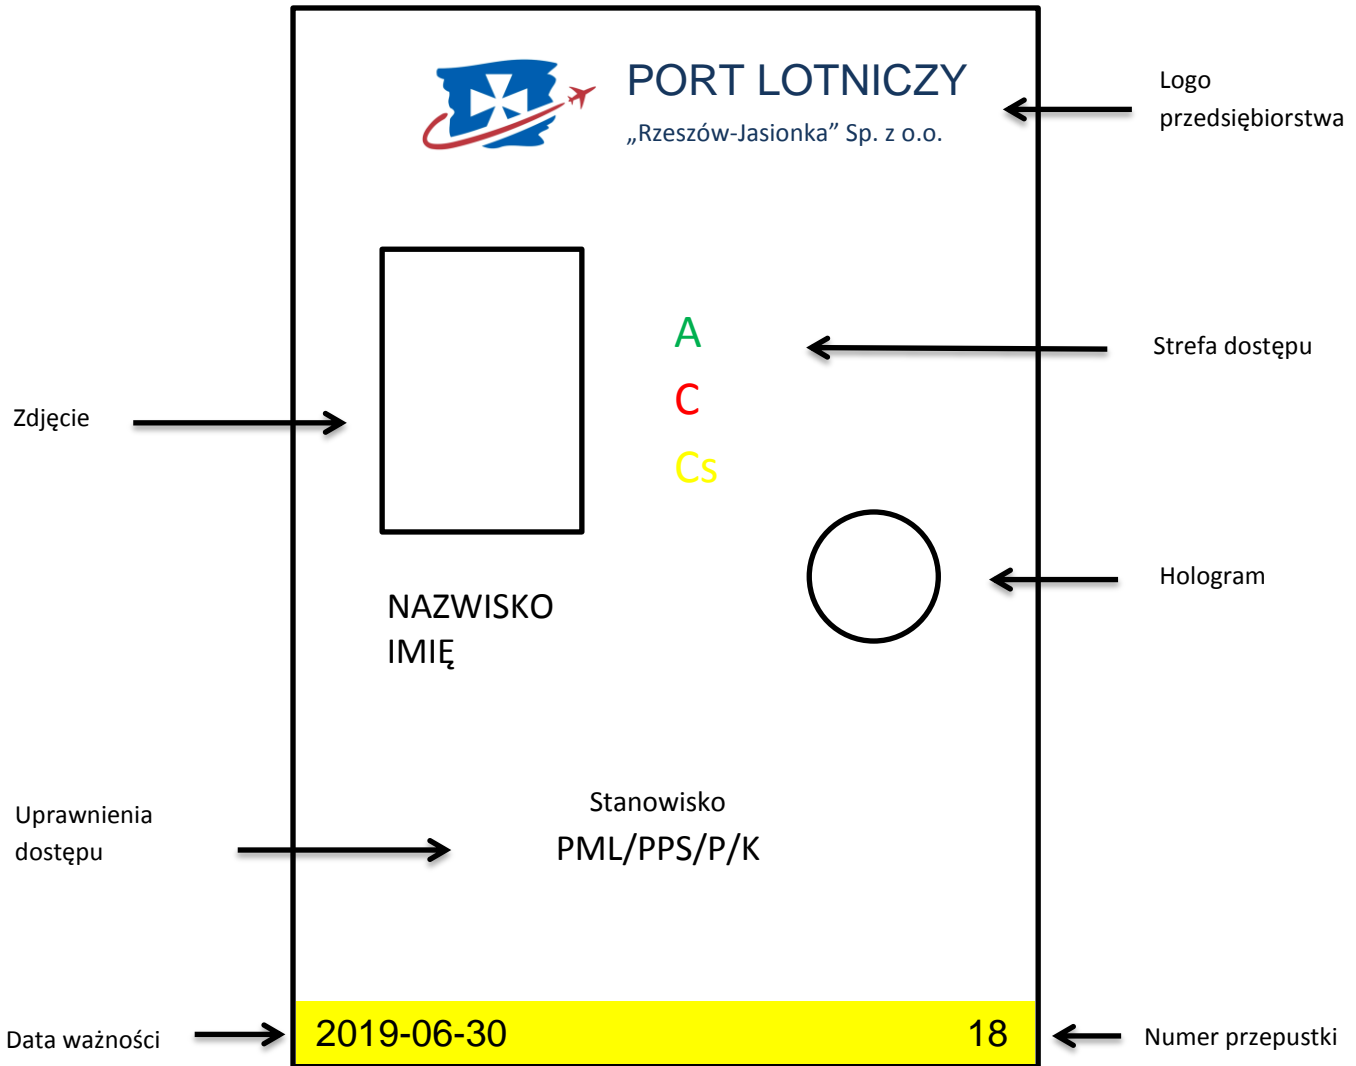 PORT LOTNICZY
„Rzeszów-Jasionka” Sp. z o.o.
Logo
przedsiębiorstwa
A
C
Cs
Strefa dostępu
Zdjęcie
Hologram
NAZWISKO
IMIĘ
Uprawnienia
dostępu
Stanowisko
PML/PPS/P/K
Data ważności
2019-06-30
18
Numer przepustki